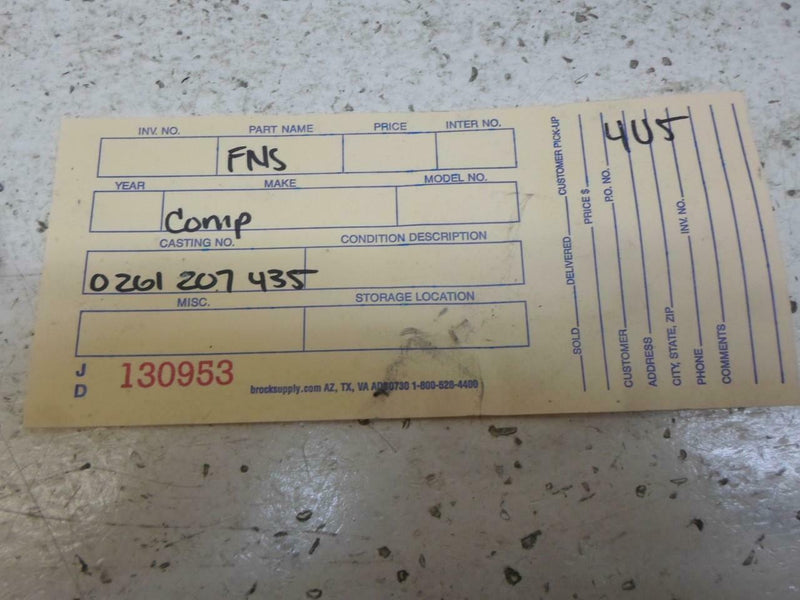 INV. NO. PART NAME PRICE INTER NO.
FNS
YEAR MAKE MODEL NO.
Comp
CASTING NO. CONDITION DESCRIPTION
0261 207 435
MISC. STORAGE LOCATION
J
D
130953
brocksupply.com AZ, TX, VA AD00730 1-800-528-4400
SOLD DELIVERED CUSTOMER PICK-UP
PRICE $
P.O. NO.
4U5
CUSTOMER
ADDRESS
CITY, STATE, ZIP INV. NO.
PHONE
COMMENTS